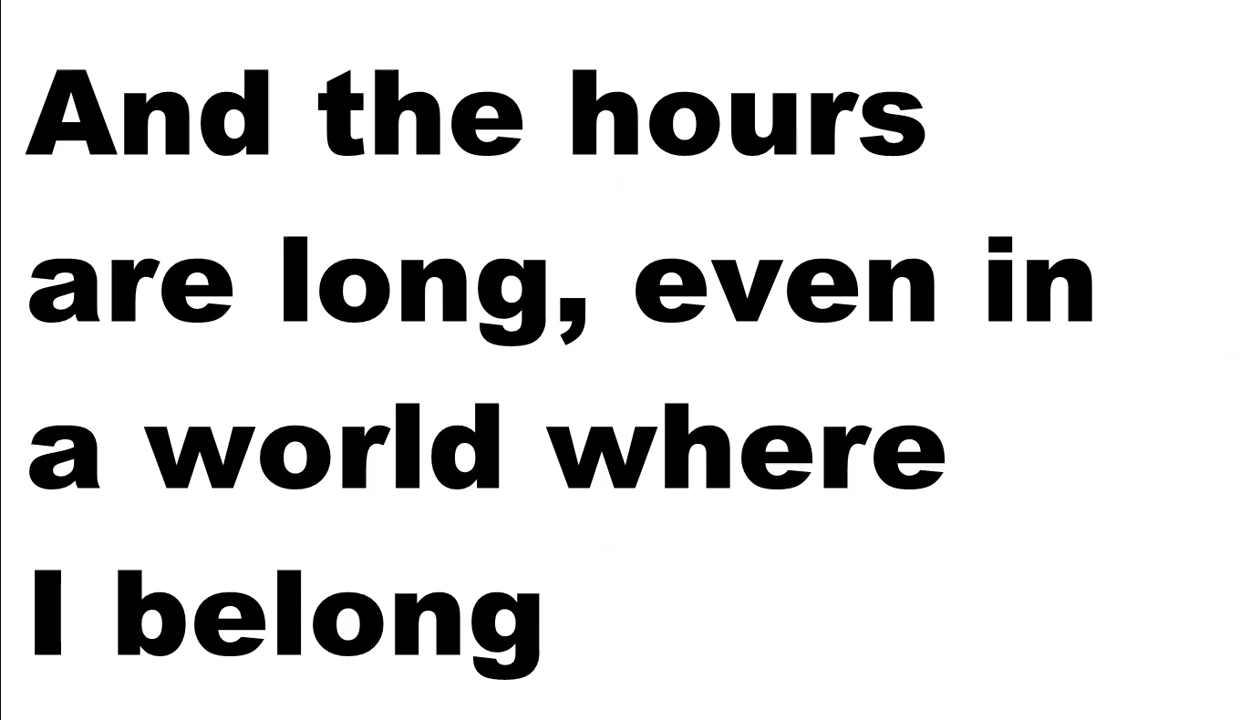 And the hours
are long, even in
a world where
I belong